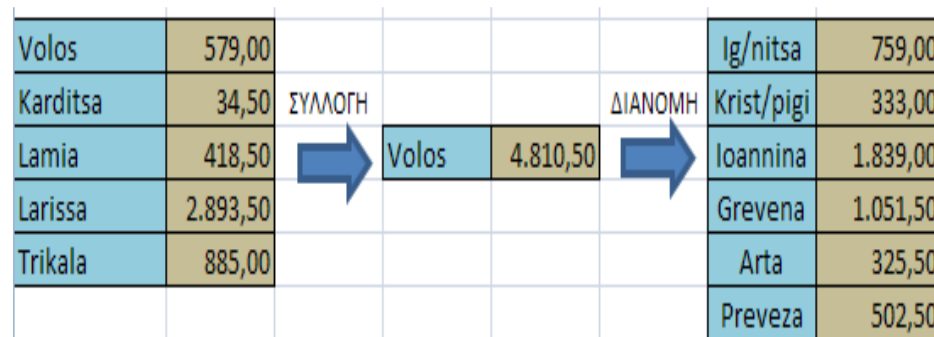 Volos 579,00 Ig/nitsa 759,00
Karditsa 34,50 ΣΥΛΛΟΓΗ ΔΙΑΝΟΜΗ Krist/pigi 333,00
Lamia 418,50 Volos 4.810,50 Ioannina 1.839,00
Larissa 2.893,50 Grevena 1.051,50
Trikala 885,00 Arta 325,50
Preveza 502,50